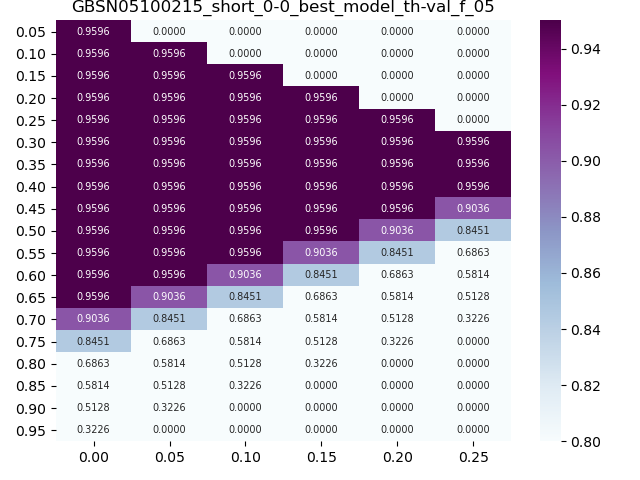 GBSN05100215_short_0-0_best_model_th-val_f_05
0.05 0.9596 0.0000 0.0000 0.0000 0.0000 0.0000
0.10 0.9596 0.9596 0.0000 0.0000 0.0000 0.0000
0.15 0.9596 0.9596 0.9596 0.0000 0.0000 0.0000
0.20 0.9596 0.9596 0.9596 0.9596 0.0000 0.0000
0.25 0.9596 0.9596 0.9596 0.9596 0.9596 0.0000
0.30 0.9596 0.9596 0.9596 0.9596 0.9596 0.9596
0.35 0.9596 0.9596 0.9596 0.9596 0.9596 0.9596
0.40 0.9596 0.9596 0.9596 0.9596 0.9596 0.9596
0.45 0.9596 0.9596 0.9596 0.9596 0.9596 0.9036
0.50 0.9596 0.9596 0.9596 0.9596 0.9036 0.8451
0.55 0.9596 0.9596 0.9596 0.9036 0.8451 0.6863
0.60 0.9596 0.9596 0.9036 0.8451 0.6863 0.5814
0.65 0.9596 0.9036 0.8451 0.6863 0.5814 0.5128
0.70 0.9036 0.8451 0.6863 0.5814 0.5128 0.3226
0.75 0.8451 0.6863 0.5814 0.5128 0.3226 0.0000
0.80 0.6863 0.5814 0.5128 0.3226 0.0000 0.0000
0.85 0.5814 0.5128 0.3226 0.0000 0.0000 0.0000
0.90 0.5128 0.3226 0.0000 0.0000 0.0000 0.0000
0.95 0.3226 0.0000 0.0000 0.0000 0.0000 0.0000
0.00 0.05 0.10 0.15 0.20 0.25
0.94
0.92
0.90
0.88
0.86
0.84
0.82
0.80